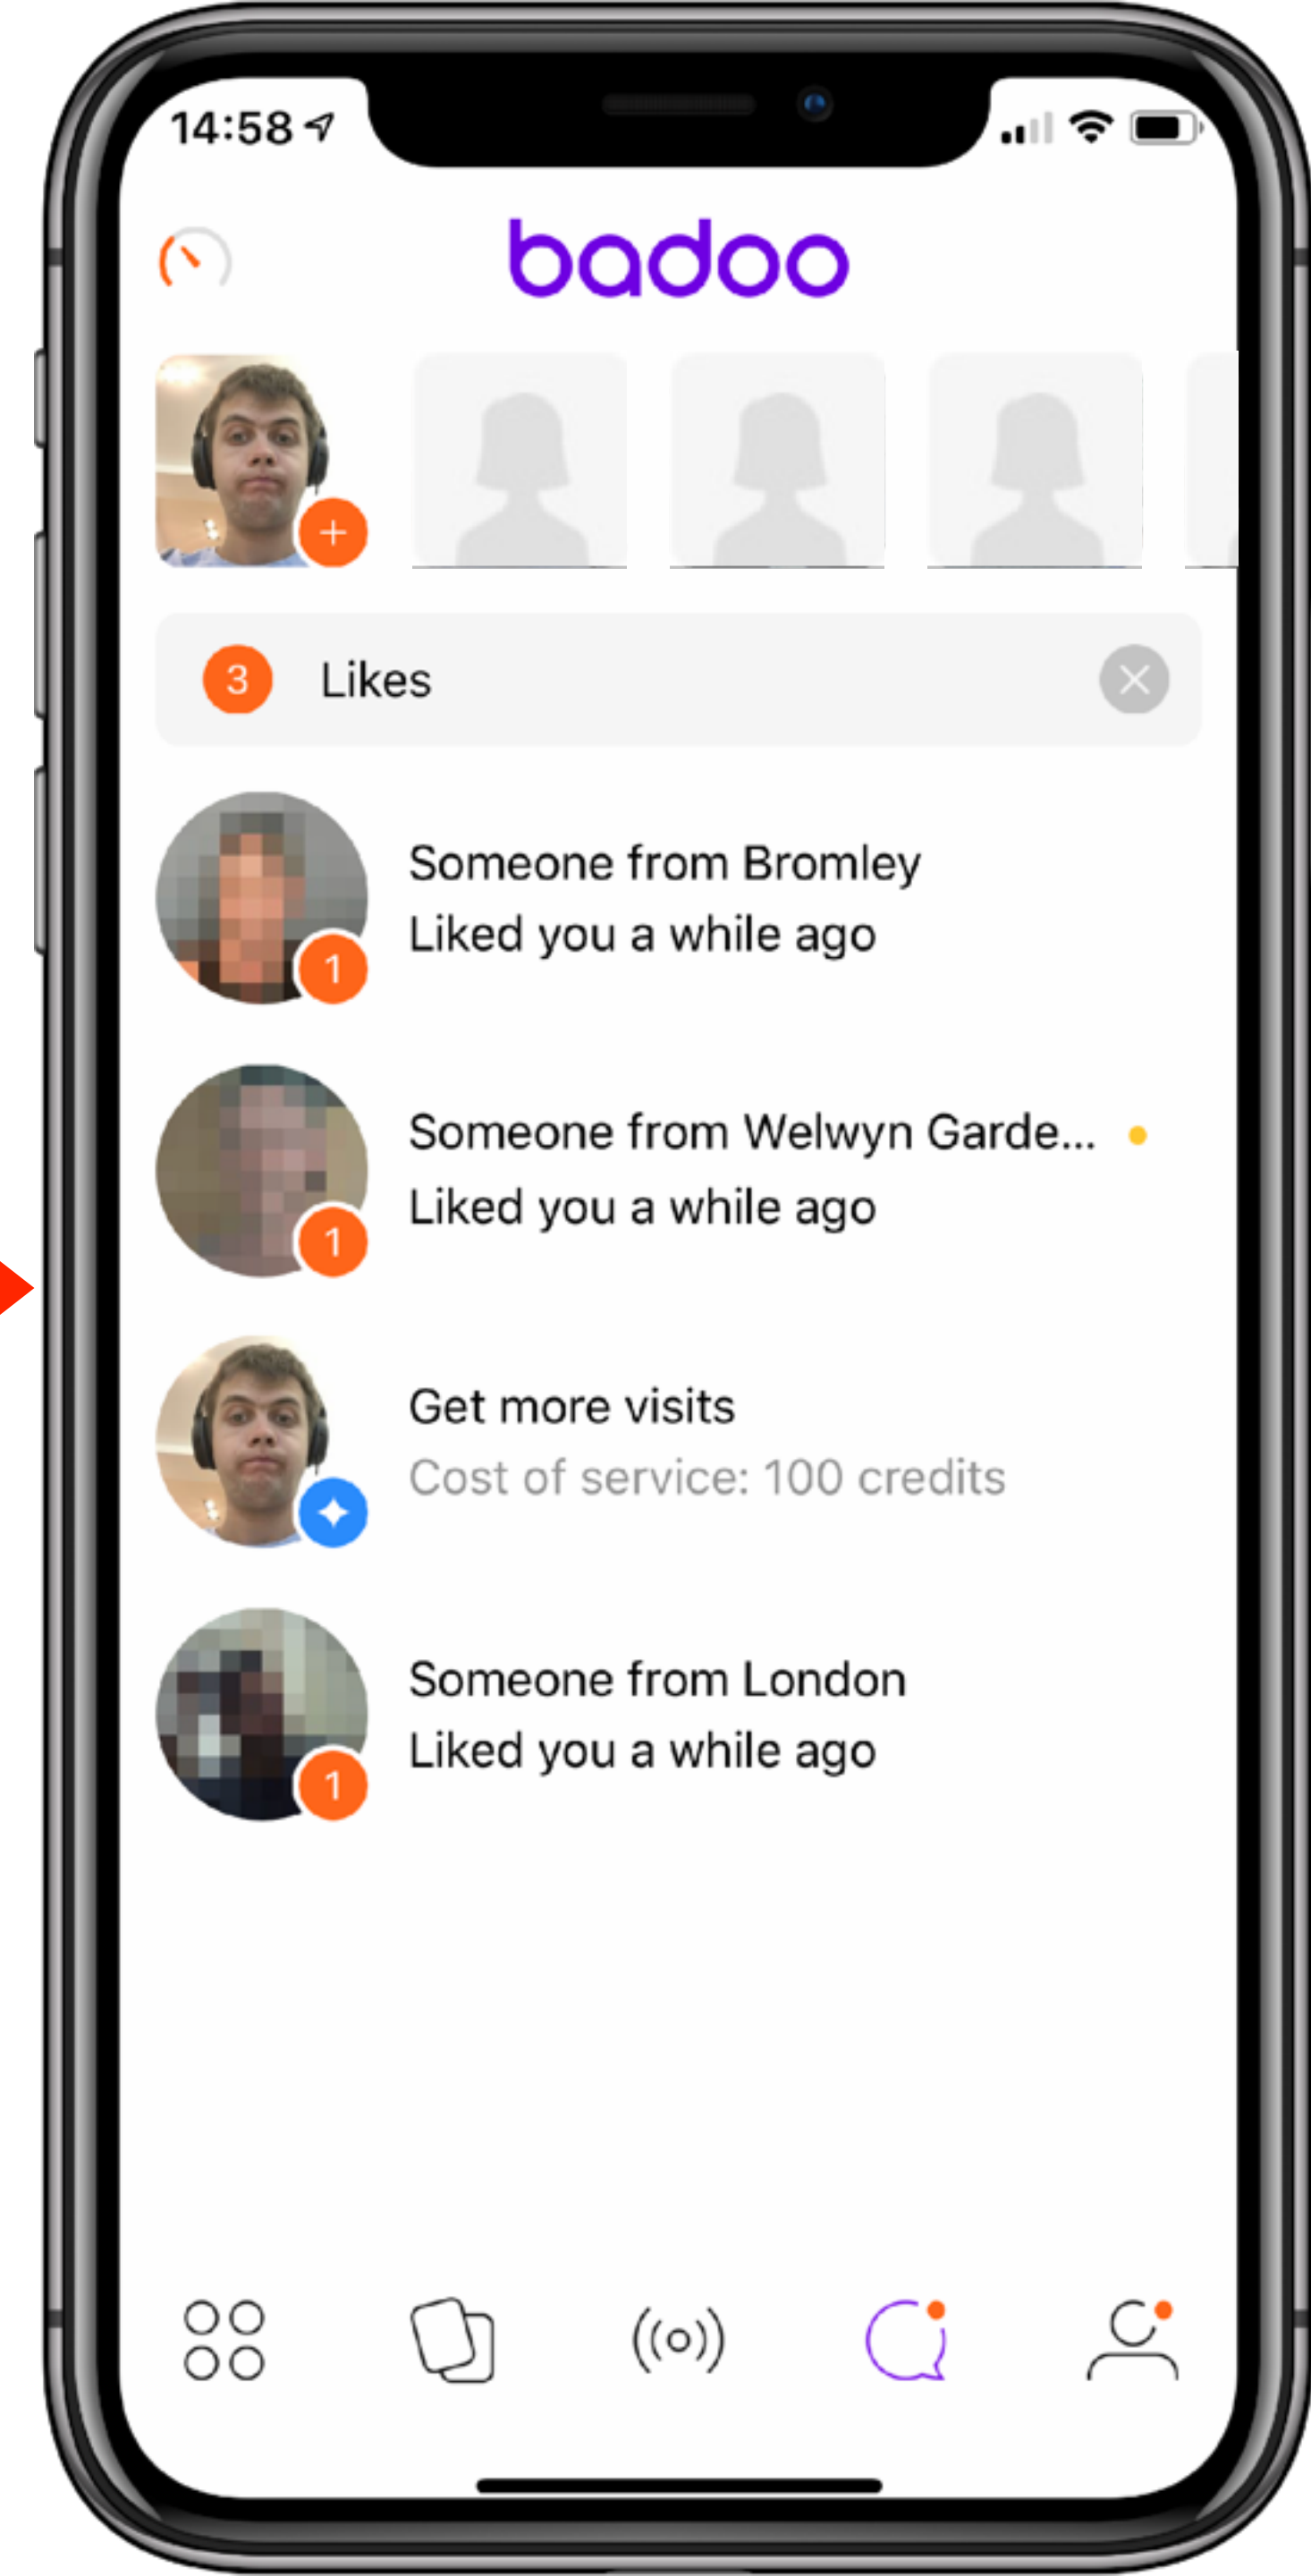 14:58
badoo
3 Likes
Someone from Bromley
Liked you a while ago
1
Someone from Welwyn Garde...
Liked you a while ago
1
Get more visits
Cost of service: 100 credits
Someone from London
Liked you a while ago
1